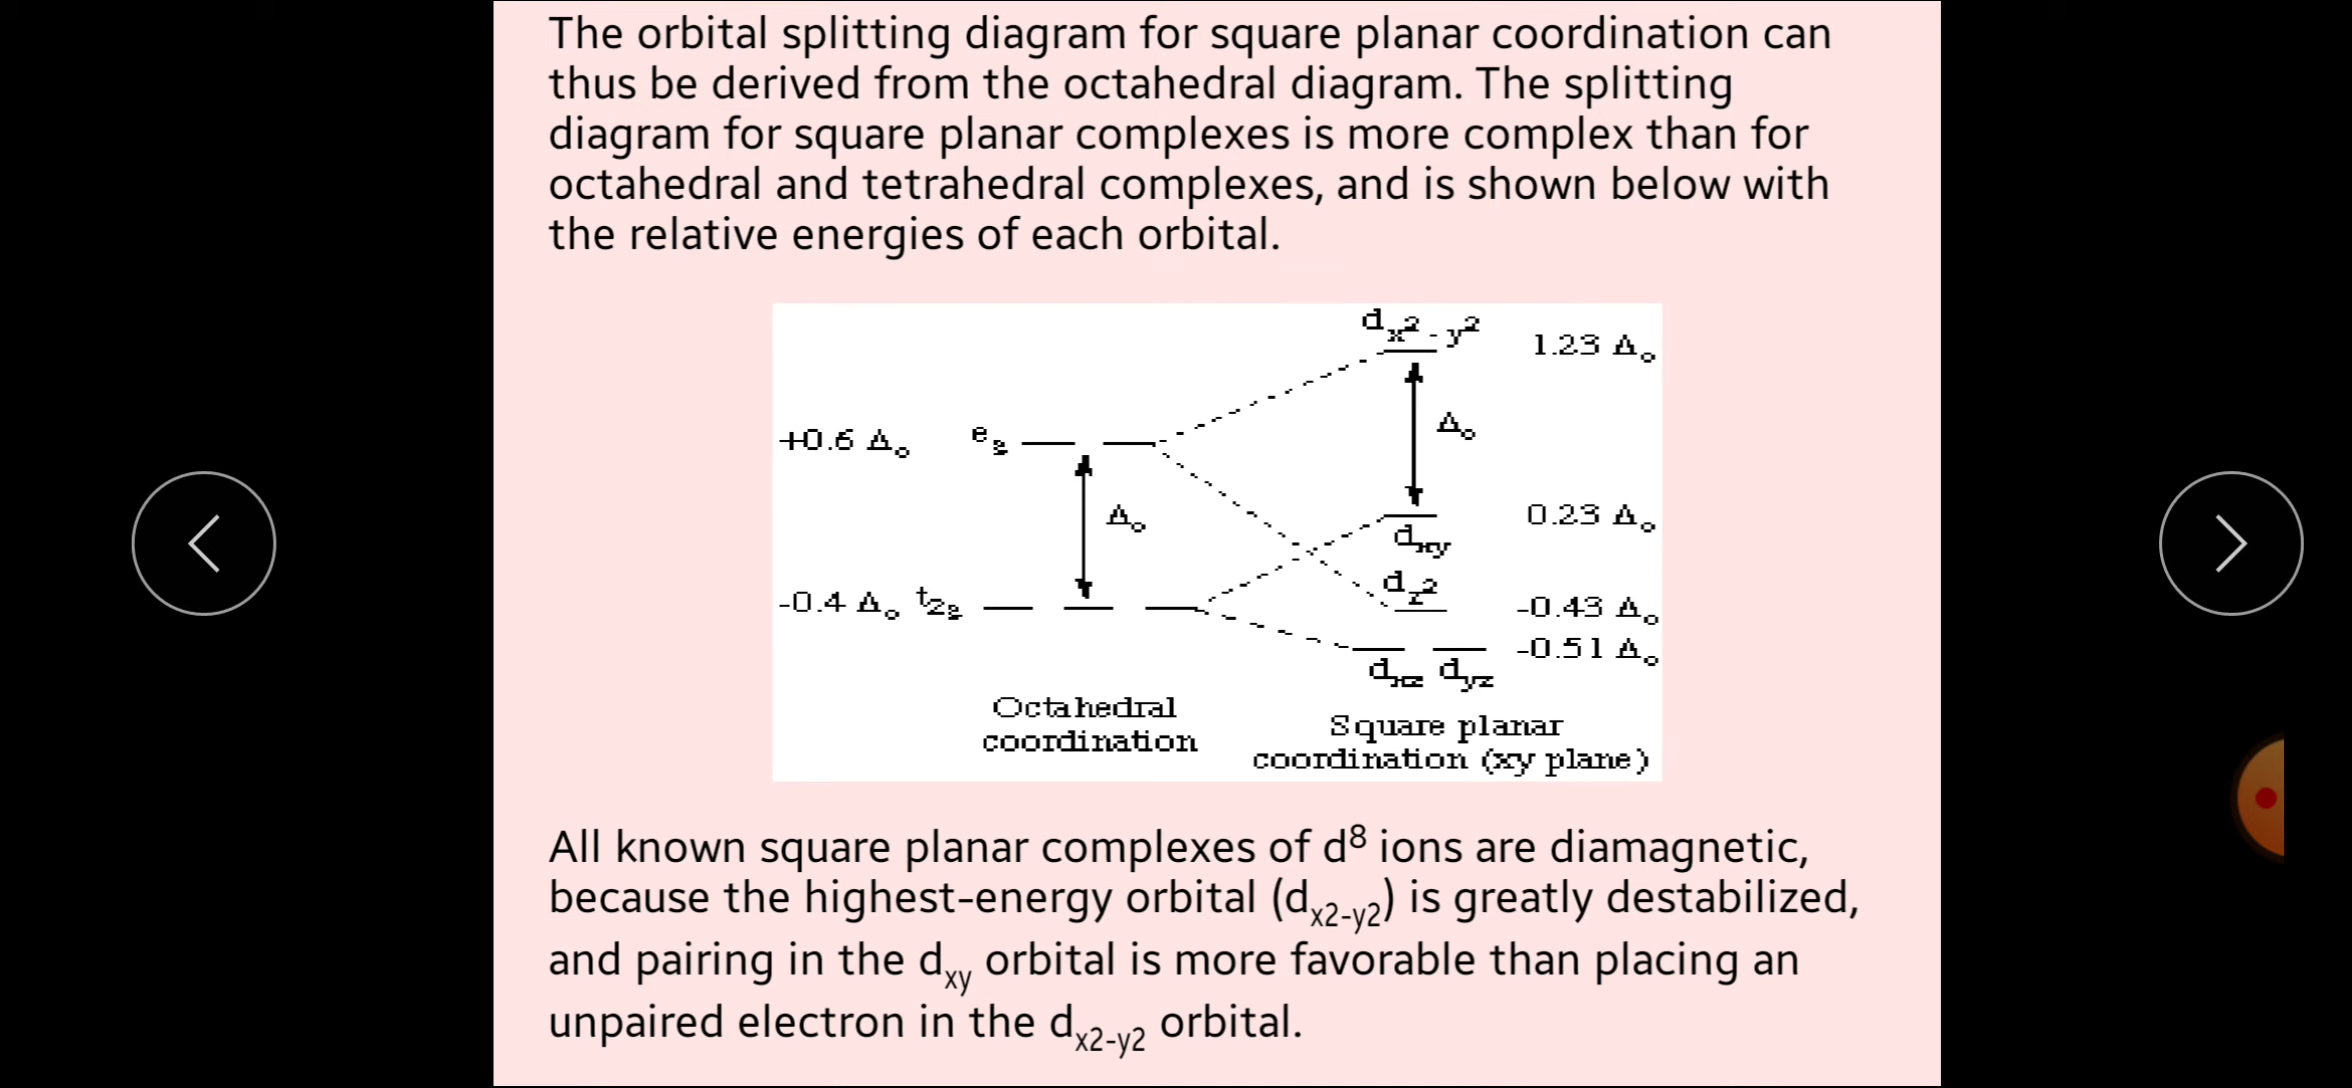 The orbital splitting diagram for square planar coordination can
thus be derived from the octahedral diagram. The splitting
diagram for square planar complexes is more complex than for
octahedral and tetrahedral complexes, and is shown below with
the relative energies of each orbital.
dx2-y2 1.23 Δo
+0.6 Δo eg Δo
Δo 0.23 Δo
dxy
-0.4 Δo t2g dz2 -0.43 Δo
-0.51 Δo
dxz dyz
Octahedral
coordination
Square planar
coordination (xy plane)
All known square planar complexes of d8 ions are diamagnetic,
because the highest-energy orbital (dx2-y2) is greatly destabilized,
and pairing in the dxy orbital is more favorable than placing an
unpaired electron in the dx2-y2 orbital.